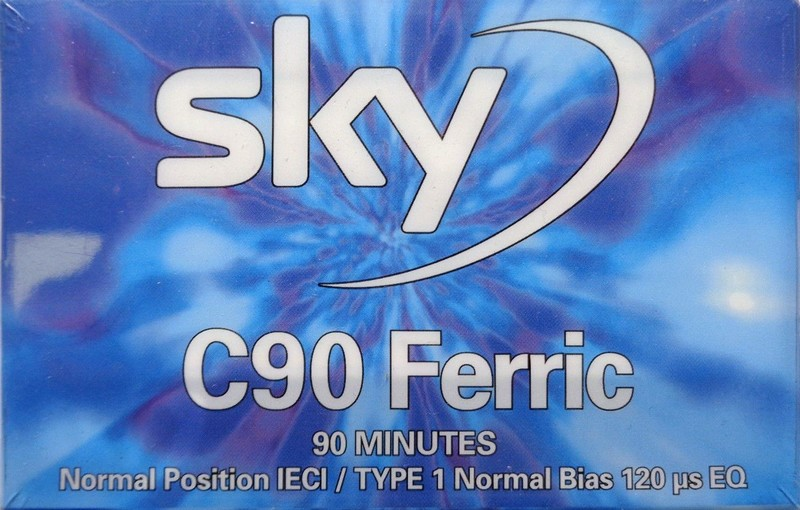 sky
C90 Ferric
90 MINUTES
Normal Position IECI / TYPE 1 Normal Bias 120 µs EQ